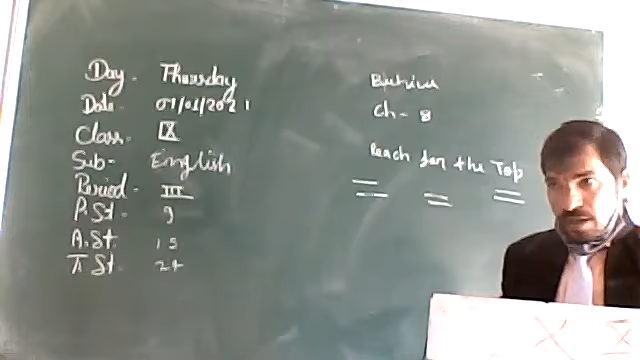 Day - Thursday
Date - 07/01/2021
Class - IX
Sub - English
Period - III
P. St 9
A. St. 15
T. St. 24
Ch - 8
Reach for the Top